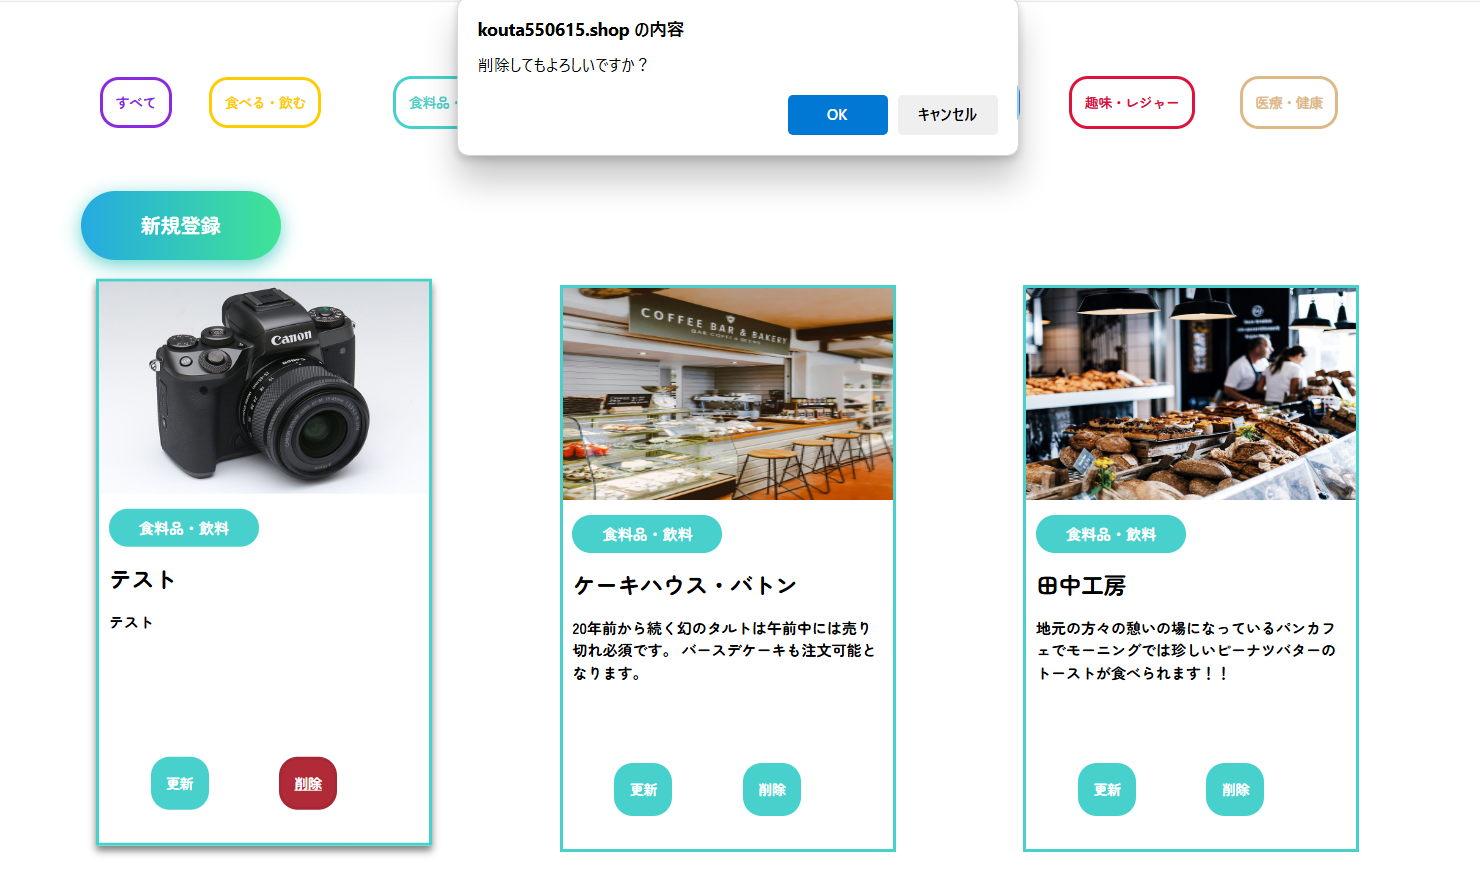 kouta550615.shop の内容
削除してもよろしいですか？
OK
キャンセル
すべて
食べる・飲む
食料品・
趣味・レジャー
医療・健康
新規登録
Canon
食料品・飲料
テスト
テスト
更新
削除
COFFEE BAR & BAKERY
食料品・飲料
ケーキハウス・バトン
20年前から続く幻のタルトは午前中には売り
切れ必須です。 バースデケーキも注文可能と
なります。
更新
削除
食料品・飲料
田中工房
地元の方々の憩いの場になっているパンカフ
ェでモーニングでは珍しいピーナツバターの
トーストが食べられます！！
更新
削除